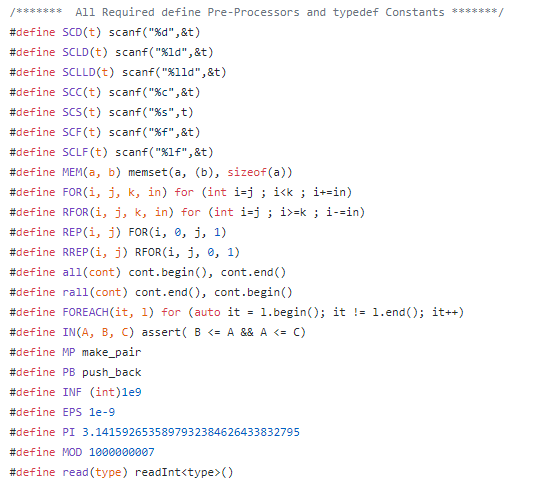 /*******  All Required define Pre-Processors and typedef Constants *******/
#define SCD(t) scanf("%d",&t)
#define SCLD(t) scanf("%ld",&t)
#define SCLLD(t) scanf("%lld",&t)
#define SCC(t) scanf("%c",&t)
#define SCS(t) scanf("%s",t)
#define SCF(t) scanf("%f",&t)
#define SCLF(t) scanf("%lf",&t)
#define MEM(a, b) memset(a, (b), sizeof(a))
#define FOR(i, j, k, in) for (int i=j ; i<k ; i+=in)
#define RFOR(i, j, k, in) for (int i=j ; i>=k ; i-=in)
#define REP(i, j) FOR(i, 0, j, 1)
#define RREP(i, j) RFOR(i, j, 0, 1)
#define all(cont) cont.begin(), cont.end()
#define rall(cont) cont.end(), cont.begin()
#define FOREACH(it, l) for (auto it = l.begin(); it != l.end(); it++)
#define IN(A, B, C) assert( B <= A && A <= C)
#define MP make_pair
#define PB push_back
#define INF (int)1e9
#define EPS 1e-9
#define PI 3.1415926535897932384626433832795
#define MOD 1000000007
#define read(type) readInt<type>()